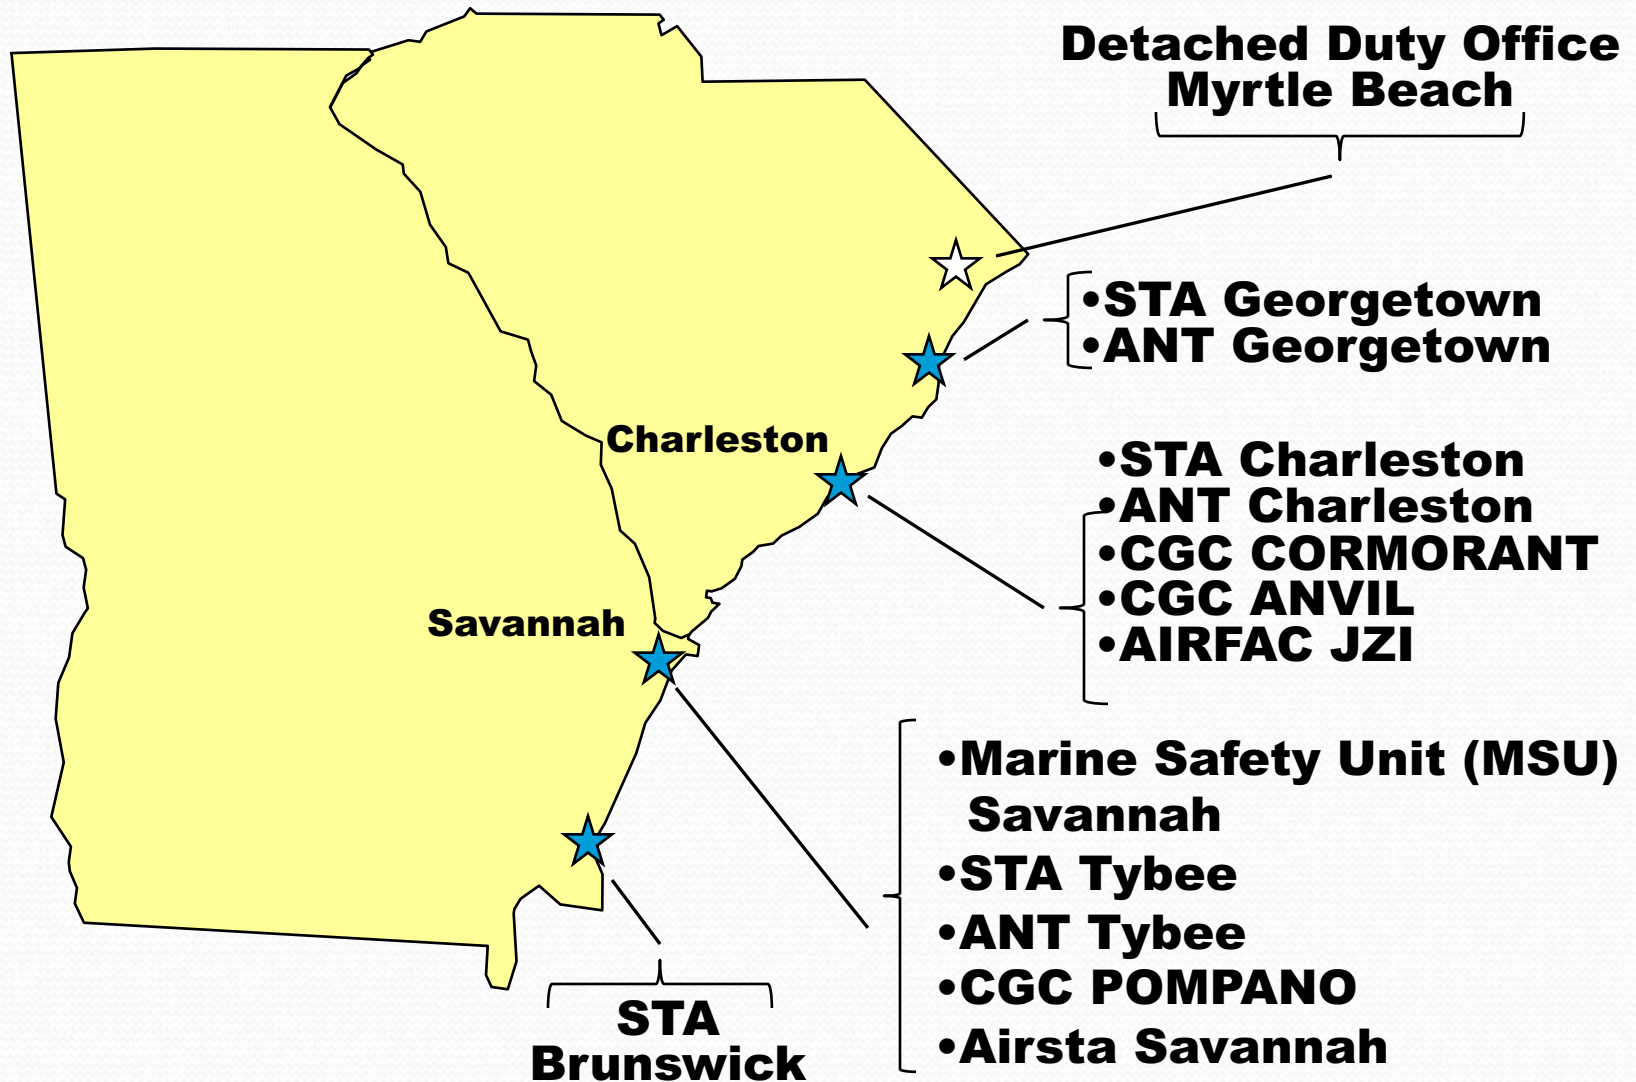 Detached Duty Office
Myrtle Beach
•STA Georgetown
•ANT Georgetown
Charleston
•STA Charleston
•ANT Charleston
•CGC CORMORANT
•CGC ANVIL
•AIRFAC JZI
Savannah
•Marine Safety Unit (MSU)
Savannah
•STA Tybee
•ANT Tybee
•CGC POMPANO
•Airsta Savannah
STA
Brunswick